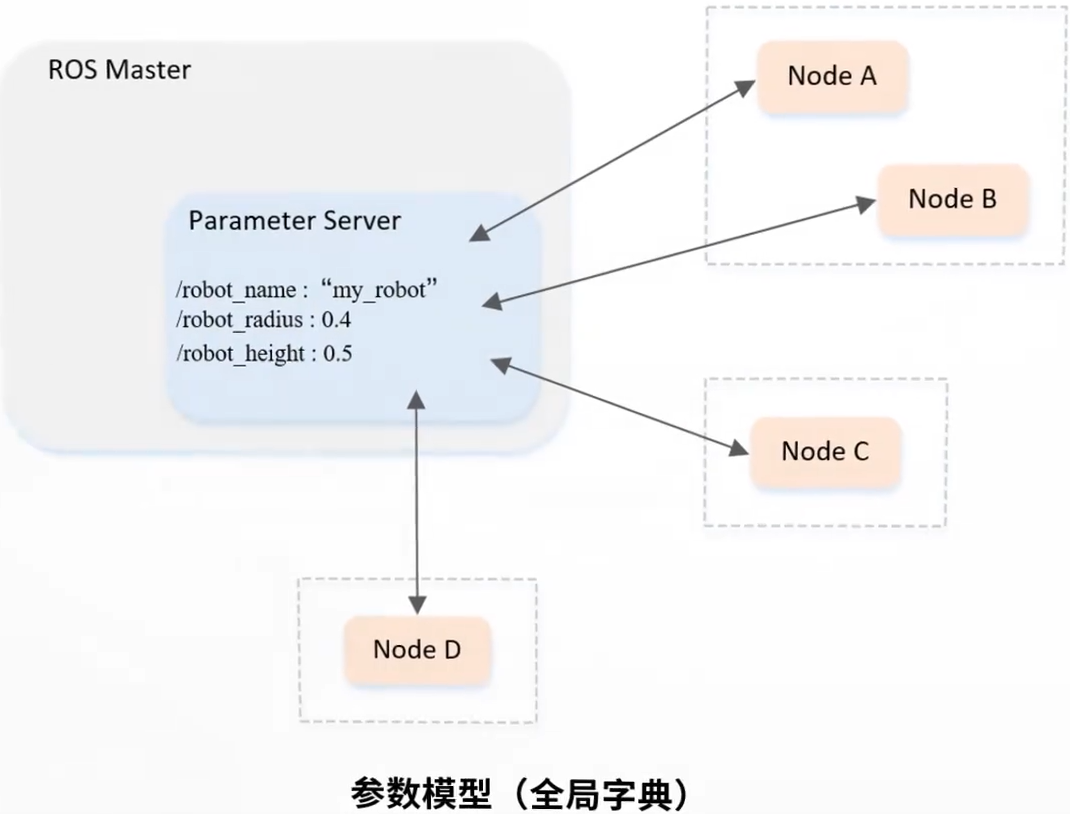 ROS Master
Parameter Server
/robot_name : “my_robot”
/robot_radius : 0.4
/robot_height : 0.5
Node A
Node B
Node C
Node D
参数模型（全局字典）